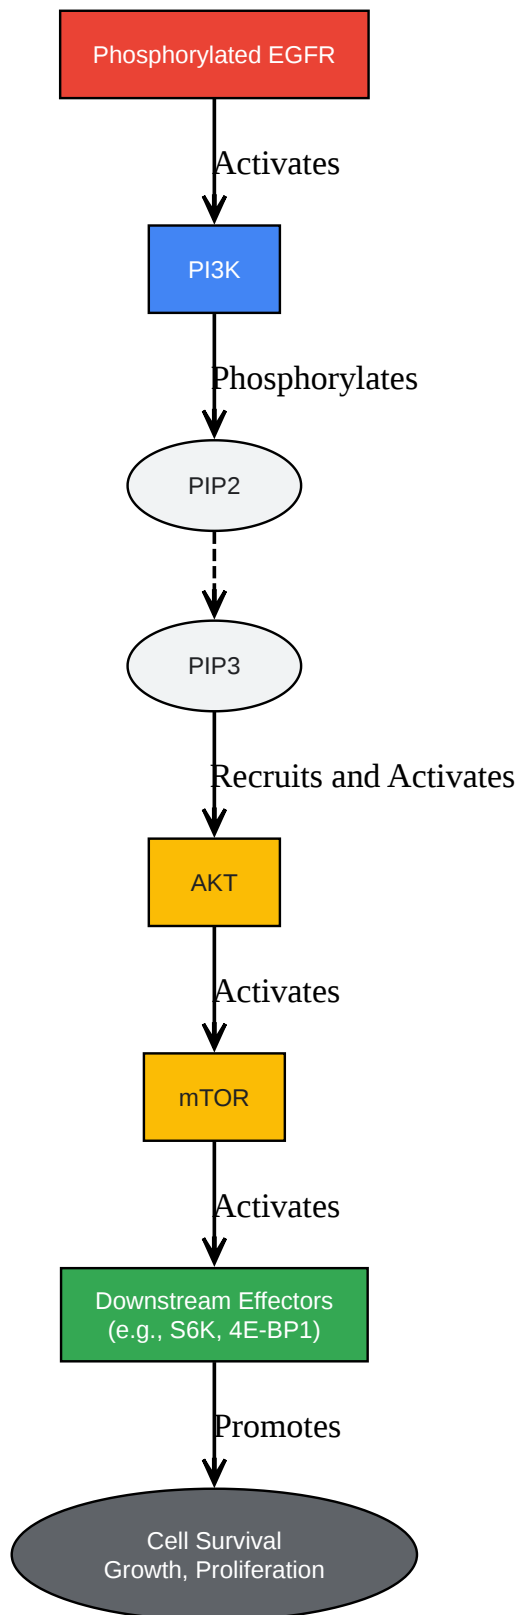 Phosphorylated EGFR
Activates
PI3K
Phosphorylates
PIP2
PIP3
Recruits and Activates
AKT
Activates
mTOR
Activates
Downstream Effectors
(e.g., S6K, 4E-BP1)
Promotes
Cell Survival
Growth, Proliferation